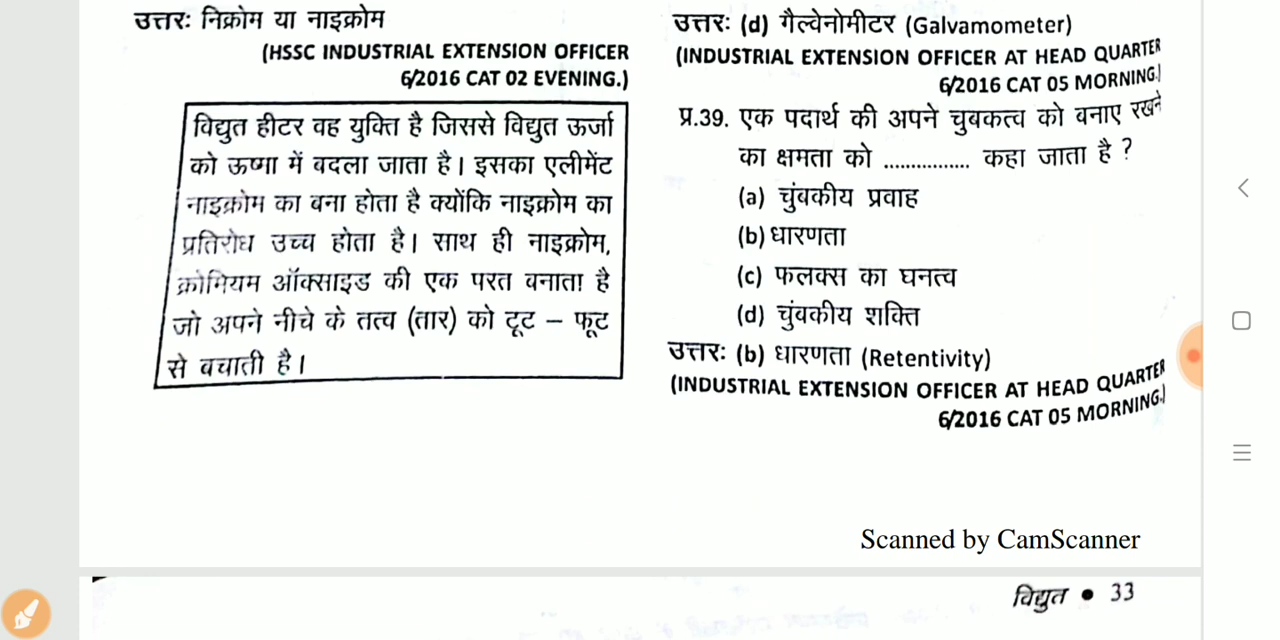 उत्तरः निक्रोम या नाइक्रोम
(HSSC INDUSTRIAL EXTENSION OFFICER
6/2016 CAT 02 EVENING.)
विद्युत हीटर वह युक्ति है जिससे विद्युत ऊर्जा
को ऊष्मा में बदला जाता है। इसका एलीमेंट
नाइक्रोम का बना होता है क्योंकि नाइक्रोम का
प्रतिरोध उच्च होता है। साथ ही नाइक्रोम,
क्रोमियम ऑक्साइड की एक परत बनाता है
जो अपने नीचे के तत्व (तार) को टूट – फूट
से बचाती है।
उत्तरः (d) गैल्वेनोमीटर (Galvamometer)
(INDUSTRIAL EXTENSION OFFICER AT HEAD QUARTER
6/2016 CAT 05 MORNING.)
प्र.39. एक पदार्थ की अपने चुबकत्व को बनाए रखने
का क्षमता को ................ कहा जाता है ?
(a) चुंबकीय प्रवाह
(b) धारणता
(c) फलक्स का घनत्व
(d) चुंबकीय शक्ति
उत्तरः (b) धारणता (Retentivity)
(INDUSTRIAL EXTENSION OFFICER AT HEAD QUARTER
6/2016 CAT 05 MORNING.)
Scanned by CamScanner
विद्युत • 33